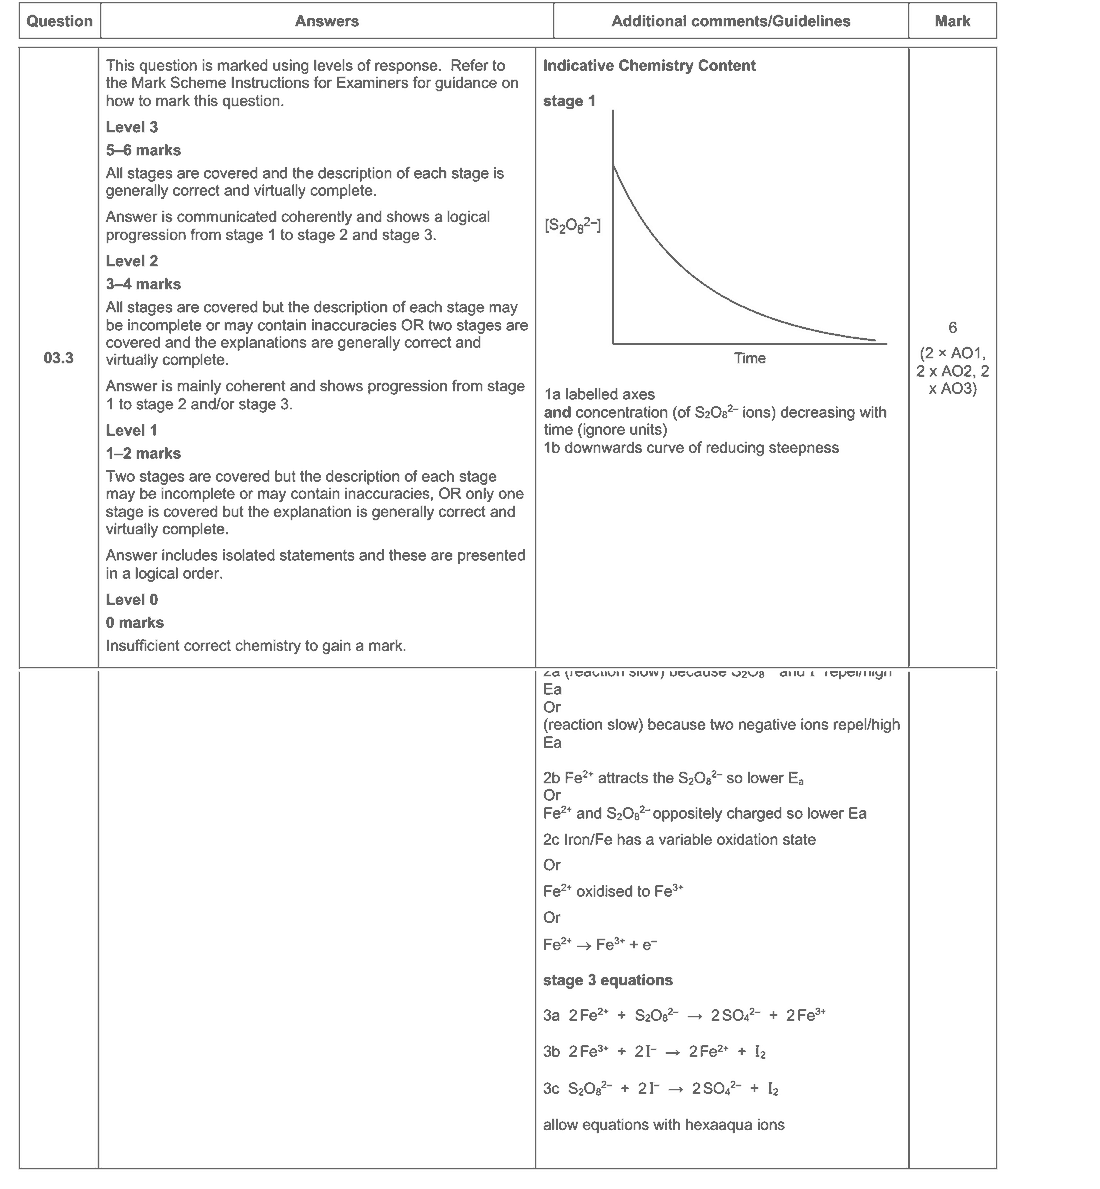 Question Answers Additional comments/Guidelines Mark
This question is marked using levels of response. Refer to
the Mark Scheme Instructions for Examiners for guidance on
how to mark this question.
Level 3
5–6 marks
All stages are covered and the description of each stage is
generally correct and virtually complete.
Answer is communicated coherently and shows a logical
progression from stage 1 to stage 2 and stage 3.
Level 2
3–4 marks
All stages are covered but the description of each stage may
be incomplete or may contain inaccuracies OR two stages are
covered and the explanations are generally correct and
virtually complete.
03.3
Answer is mainly coherent and shows progression from stage
1 to stage 2 and/or stage 3.
Level 1
1–2 marks
Two stages are covered but the description of each stage
may be incomplete or may contain inaccuracies, OR only one
stage is covered but the explanation is generally correct and
virtually complete.
Answer includes isolated statements and these are presented
in a logical order.
Level 0
0 marks
Insufficient correct chemistry to gain a mark.
Indicative Chemistry Content
stage 1
[S₂O₈²⁻]
Time
1a labelled axes
and concentration (of S₂O₈²⁻ ions) decreasing with
time (ignore units)
1b downwards curve of reducing steepness
6
(2 × AO1,
2 x AO2, 2
x AO3)
2a (reaction slow) because S₂O₈²⁻ and I⁻ repel/high
Ea
Or
(reaction slow) because two negative ions repel/high
Ea
2b Fe²⁺ attracts the S₂O₈²⁻ so lower Eₐ
Or
Fe²⁺ and S₂O₈²⁻ oppositely charged so lower Ea
2c Iron/Fe has a variable oxidation state
Or
Fe²⁺ oxidised to Fe³⁺
Or
Fe²⁺ → Fe³⁺ + e⁻
stage 3 equations
3a 2Fe²⁺ + S₂O₈²⁻ → 2SO₄²⁻ + 2Fe³⁺
3b 2Fe³⁺ + 2I⁻ → 2Fe²⁺ + I₂
3c S₂O₈²⁻ + 2I⁻ → 2SO₄²⁻ + I₂
allow equations with hexaaqua ions